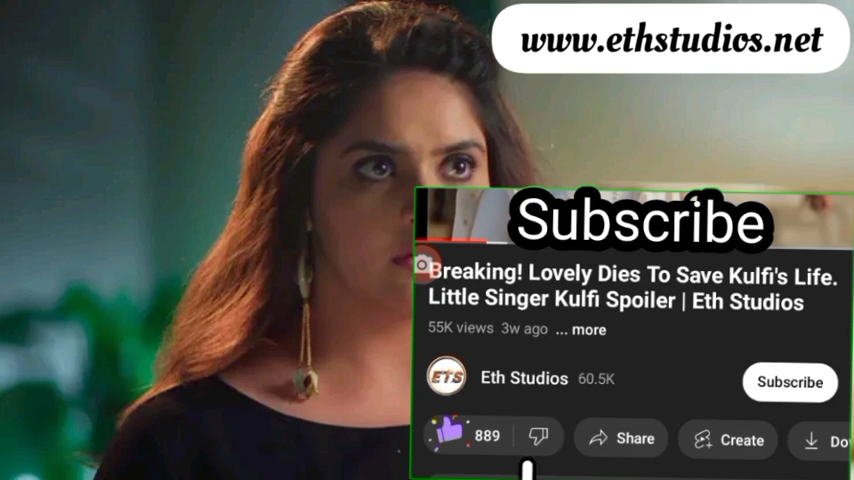 www.ethstudios.net
Subscribe
Breaking! Lovely Dies To Save Kulfi's Life.
Little Singer Kulfi Spoiler | Eth Studios
55K views 3w ago ... more
ETS
Eth Studios 60.5K
Subscribe
889 Share Create Do